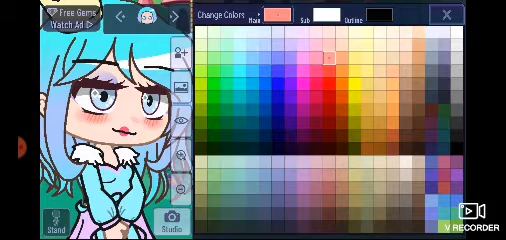 Free Gems
Watch Ad
Change Colors
Main
Sub
Outline
Stand
Studio
V RECORDER